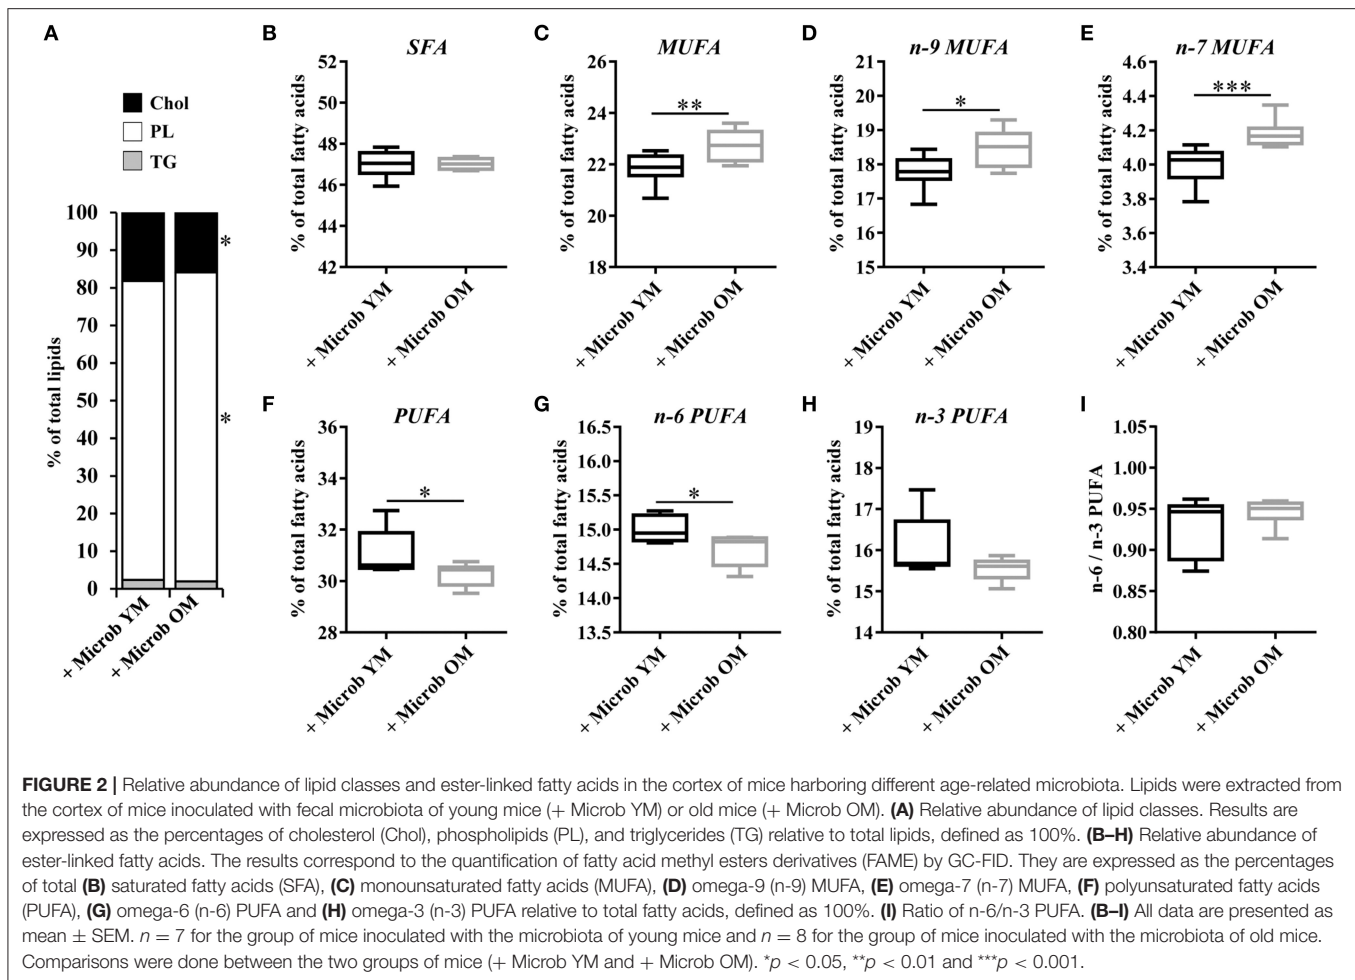 A
Chol
PL
TG
% of total lipids
100
90
80
70
60
50
40
30
20
10
0
*
*
+ Microb YM
+ Microb OM
B
SFA
% of total fatty acids
52
50
48
46
44
42
+ Microb YM
+ Microb OM
C
MUFA
% of total fatty acids
26
24
22
20
18
**
+ Microb YM
+ Microb OM
D
n-9 MUFA
% of total fatty acids
21
20
19
18
17
16
15
*
+ Microb YM
+ Microb OM
E
n-7 MUFA
% of total fatty acids
4.6
4.4
4.2
4.0
3.8
3.6
3.4
***
+ Microb YM
+ Microb OM
F
PUFA
% of total fatty acids
36
34
32
30
28
*
+ Microb YM
+ Microb OM
G
n-6 PUFA
% of total fatty acids
16.5
16.0
15.5
15.0
14.5
14.0
13.5
*
+ Microb YM
+ Microb OM
H
n-3 PUFA
% of total fatty acids
19
18
17
16
15
14
+ Microb YM
+ Microb OM
I
n-6 / n-3 PUFA
1.05
1.00
0.95
0.90
0.85
0.80
+ Microb YM
+ Microb OM
FIGURE 2 | Relative abundance of lipid classes and ester-linked fatty acids in the cortex of mice harboring different age-related microbiota. Lipids were extracted from
the cortex of mice inoculated with fecal microbiota of young mice (+ Microb YM) or old mice (+ Microb OM). (A) Relative abundance of lipid classes. Results are
expressed as the percentages of cholesterol (Chol), phospholipids (PL), and triglycerides (TG) relative to total lipids, defined as 100%. (B–H) Relative abundance of
ester-linked fatty acids. The results correspond to the quantification of fatty acid methyl esters derivatives (FAME) by GC-FID. They are expressed as the percentages
of total (B) saturated fatty acids (SFA), (C) monounsaturated fatty acids (MUFA), (D) omega-9 (n-9) MUFA, (E) omega-7 (n-7) MUFA, (F) polyunsaturated fatty acids
(PUFA), (G) omega-6 (n-6) PUFA and (H) omega-3 (n-3) PUFA relative to total fatty acids, defined as 100%. (I) Ratio of n-6/n-3 PUFA. (B–I) All data are presented as
mean ± SEM. n = 7 for the group of mice inoculated with the microbiota of young mice and n = 8 for the group of mice inoculated with the microbiota of old mice.
Comparisons were done between the two groups of mice (+ Microb YM and + Microb OM). *p < 0.05, **p < 0.01 and ***p < 0.001.